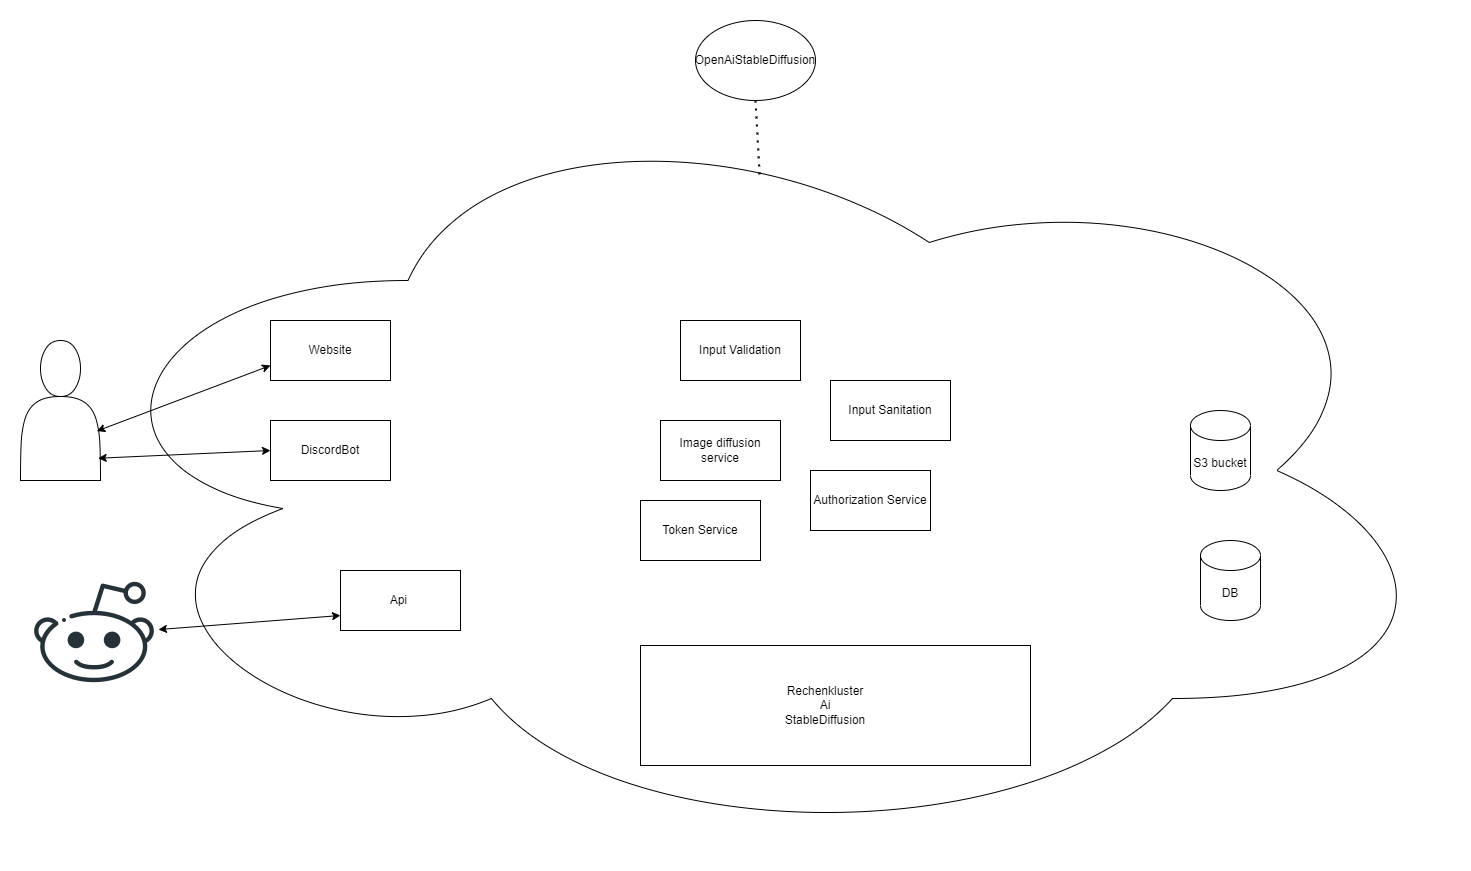 OpenAiStableDiffusion
Website
Input Validation
Input Sanitation
DiscordBot
Image diffusion
service
S3 bucket
Authorization Service
Token Service
Api
DB
Rechenkluster
Ai
StableDiffusion